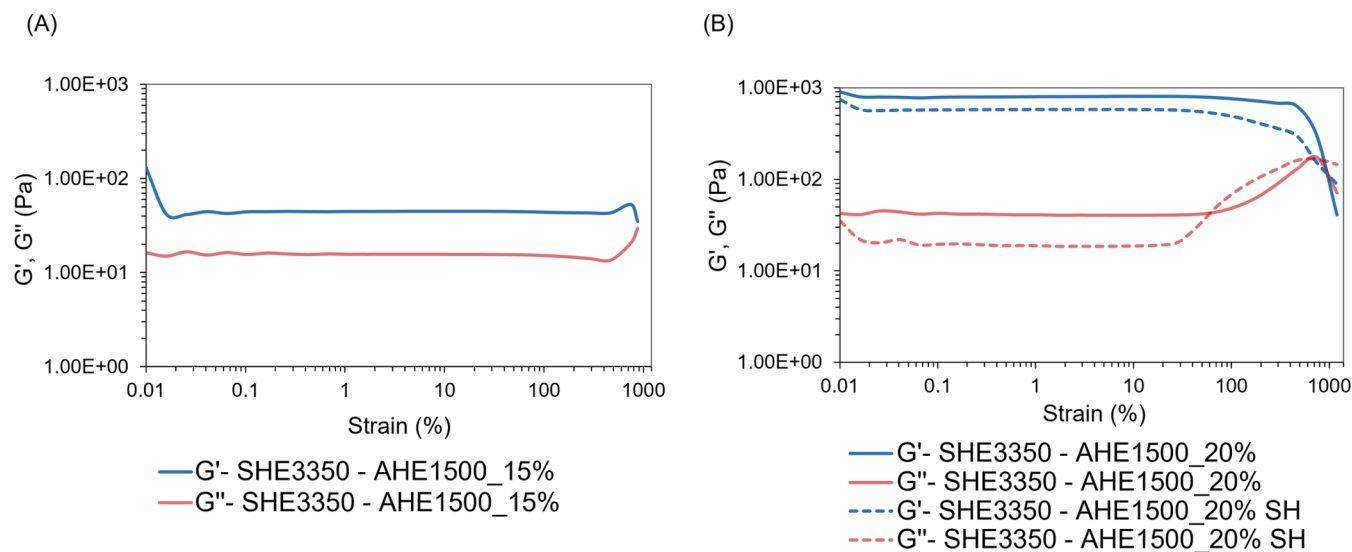 (A)
1.00E+03
1.00E+02
1.00E+01
1.00E+00
G', G" (Pa)
0.01 0.1 1 10 100 1000
Strain (%)
G'- SHE3350 - AHE1500_15%
G"- SHE3350 - AHE1500_15%
(B)
1.00E+03
1.00E+02
1.00E+01
1.00E+00
G', G" (Pa)
0.01 0.1 1 10 100 1000
Strain (%)
G'- SHE3350 - AHE1500_20%
G"- SHE3350 - AHE1500_20%
G'- SHE3350 - AHE1500_20% SH
G"- SHE3350 - AHE1500_20% SH